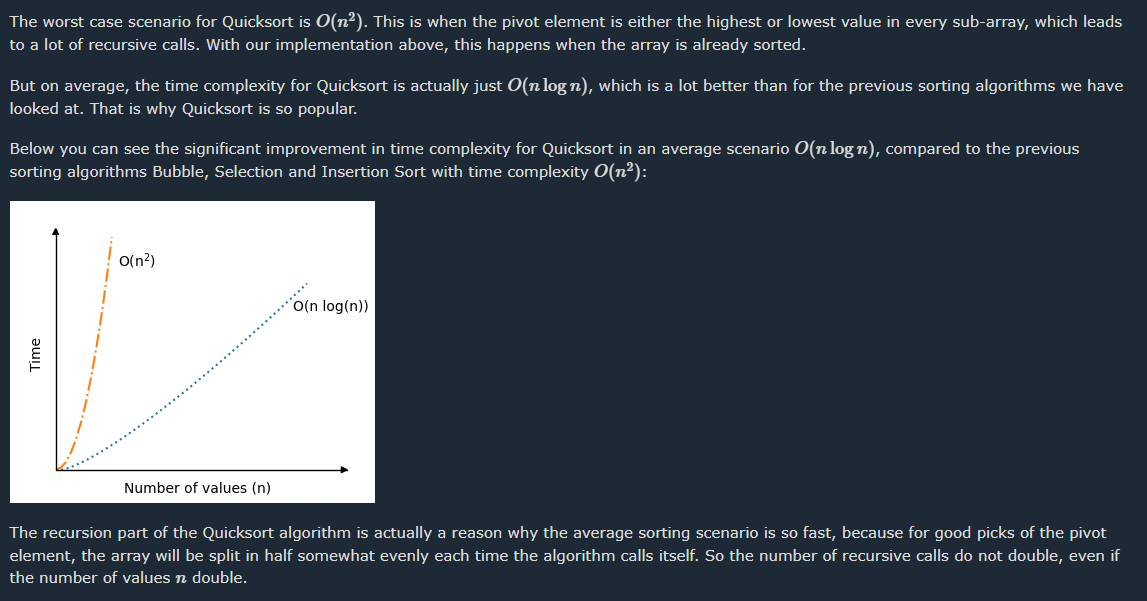 The worst case scenario for Quicksort is O(n²). This is when the pivot element is either the highest or lowest value in every sub-array, which leads
to a lot of recursive calls. With our implementation above, this happens when the array is already sorted.
But on average, the time complexity for Quicksort is actually just O(n log n), which is a lot better than for the previous sorting algorithms we have
looked at. That is why Quicksort is so popular.
Below you can see the significant improvement in time complexity for Quicksort in an average scenario O(n log n), compared to the previous
sorting algorithms Bubble, Selection and Insertion Sort with time complexity O(n²):
O(n²)
O(n log(n))
Time
Number of values (n)
The recursion part of the Quicksort algorithm is actually a reason why the average sorting scenario is so fast, because for good picks of the pivot
element, the array will be split in half somewhat evenly each time the algorithm calls itself. So the number of recursive calls do not double, even if
the number of values n double.